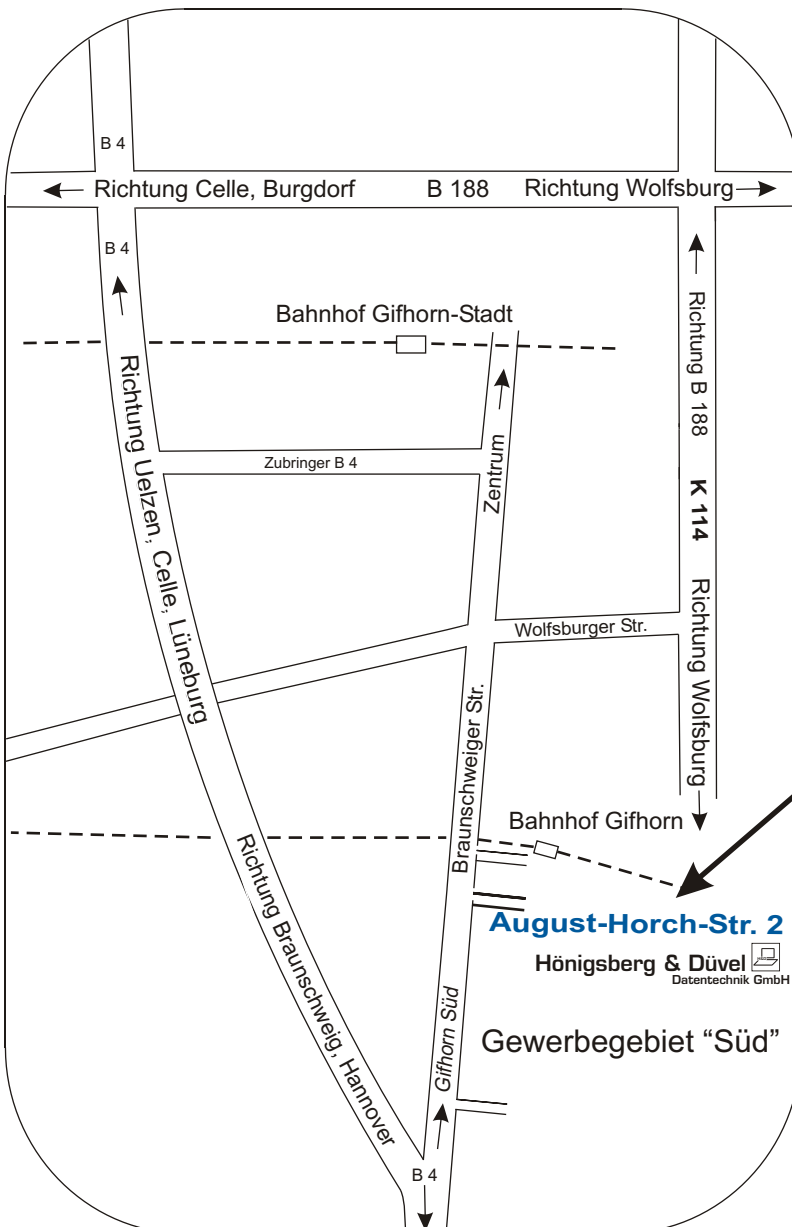 B 4
Richtung Celle, Burgdorf B 188 Richtung Wolfsburg
B 4
Bahnhof Gifhorn-Stadt
Richtung B 188
Richtung Uelzen, Celle, Lüneburg
Zubringer B 4
Zentrum
K 114
Wolfsburger Str.
Richtung Wolfsburg
Braunschweiger Str.
Bahnhof Gifhorn
Richtung Braunschweig, Hannover
August-Horch-Str. 2
Hönigsberg & Düvel
Datentechnik GmbH
Gifhorn Süd
Gewerbegebiet “Süd”
B 4